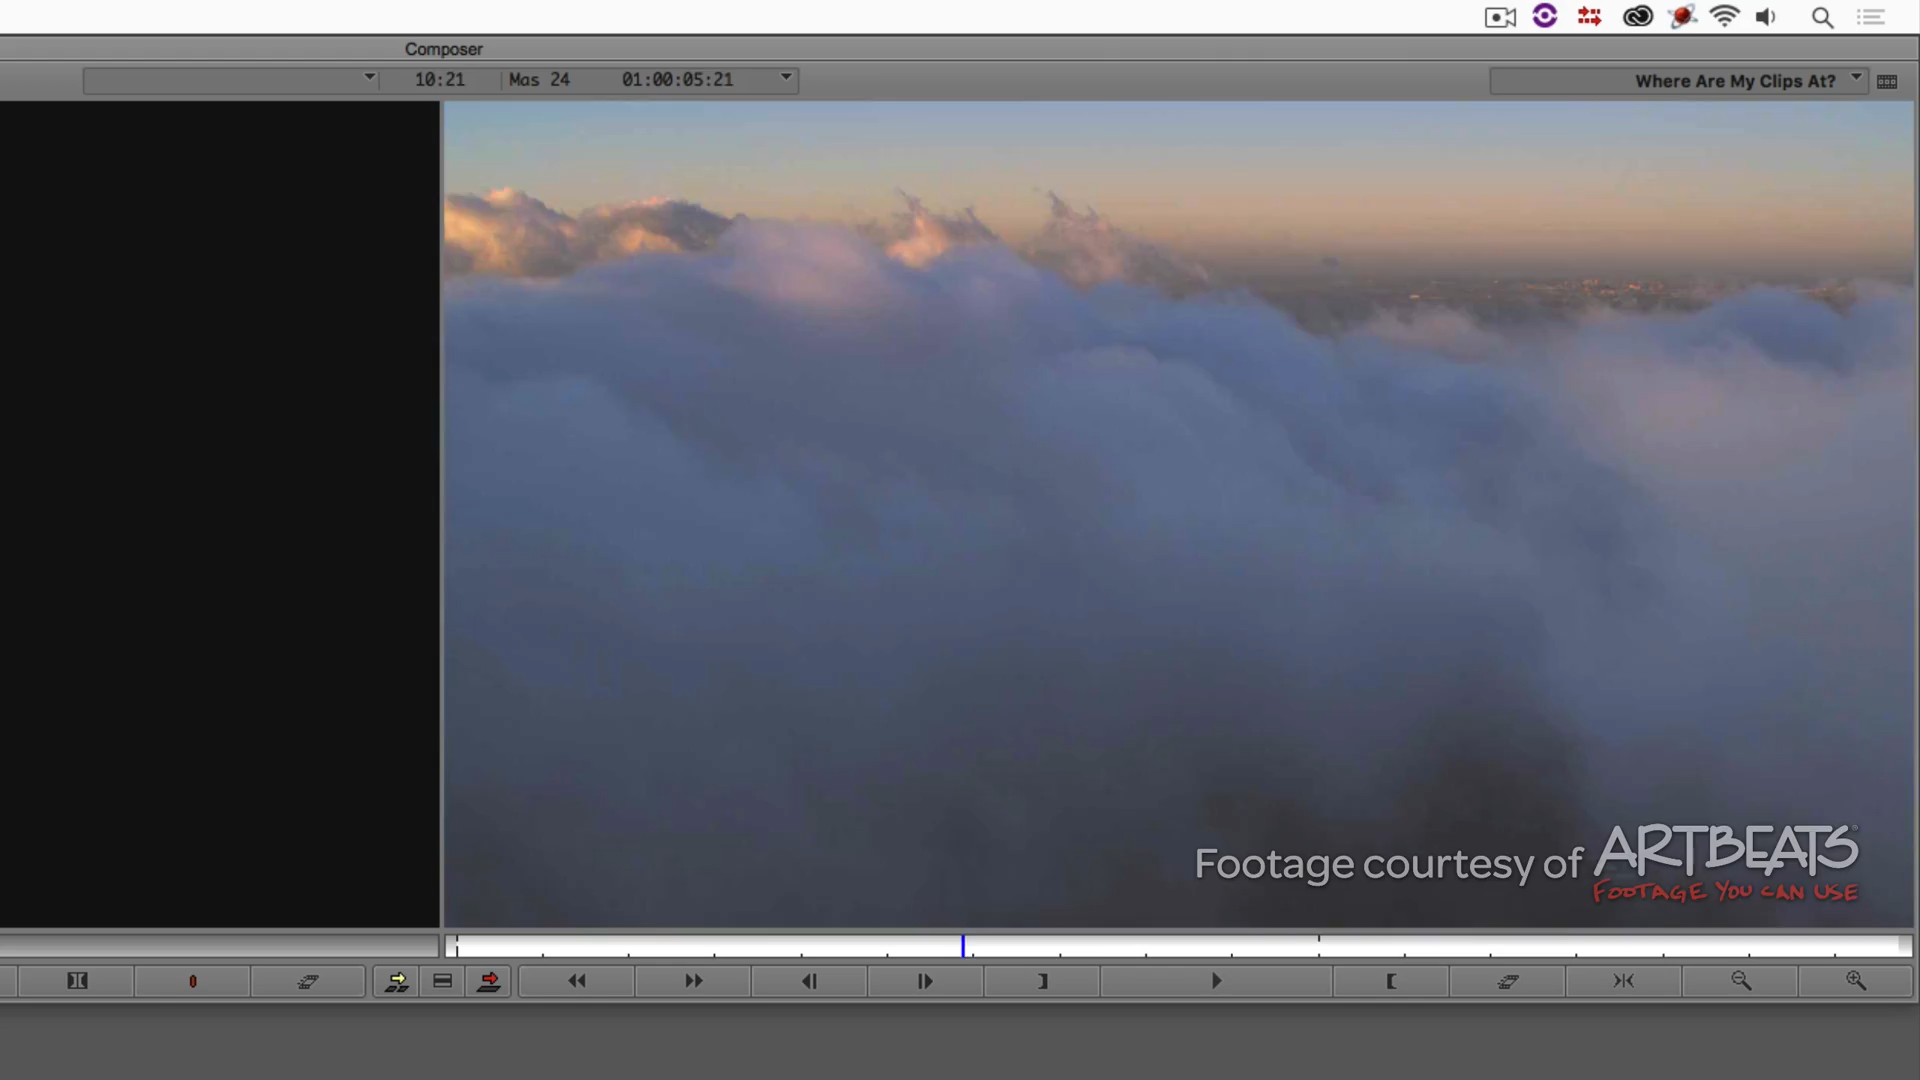 Composer
10:21 Mas 24 01:00:05:21
Where Are My Clips At?
Footage courtesy of ARTBEATS
FOOTAGE YOU CAN USE